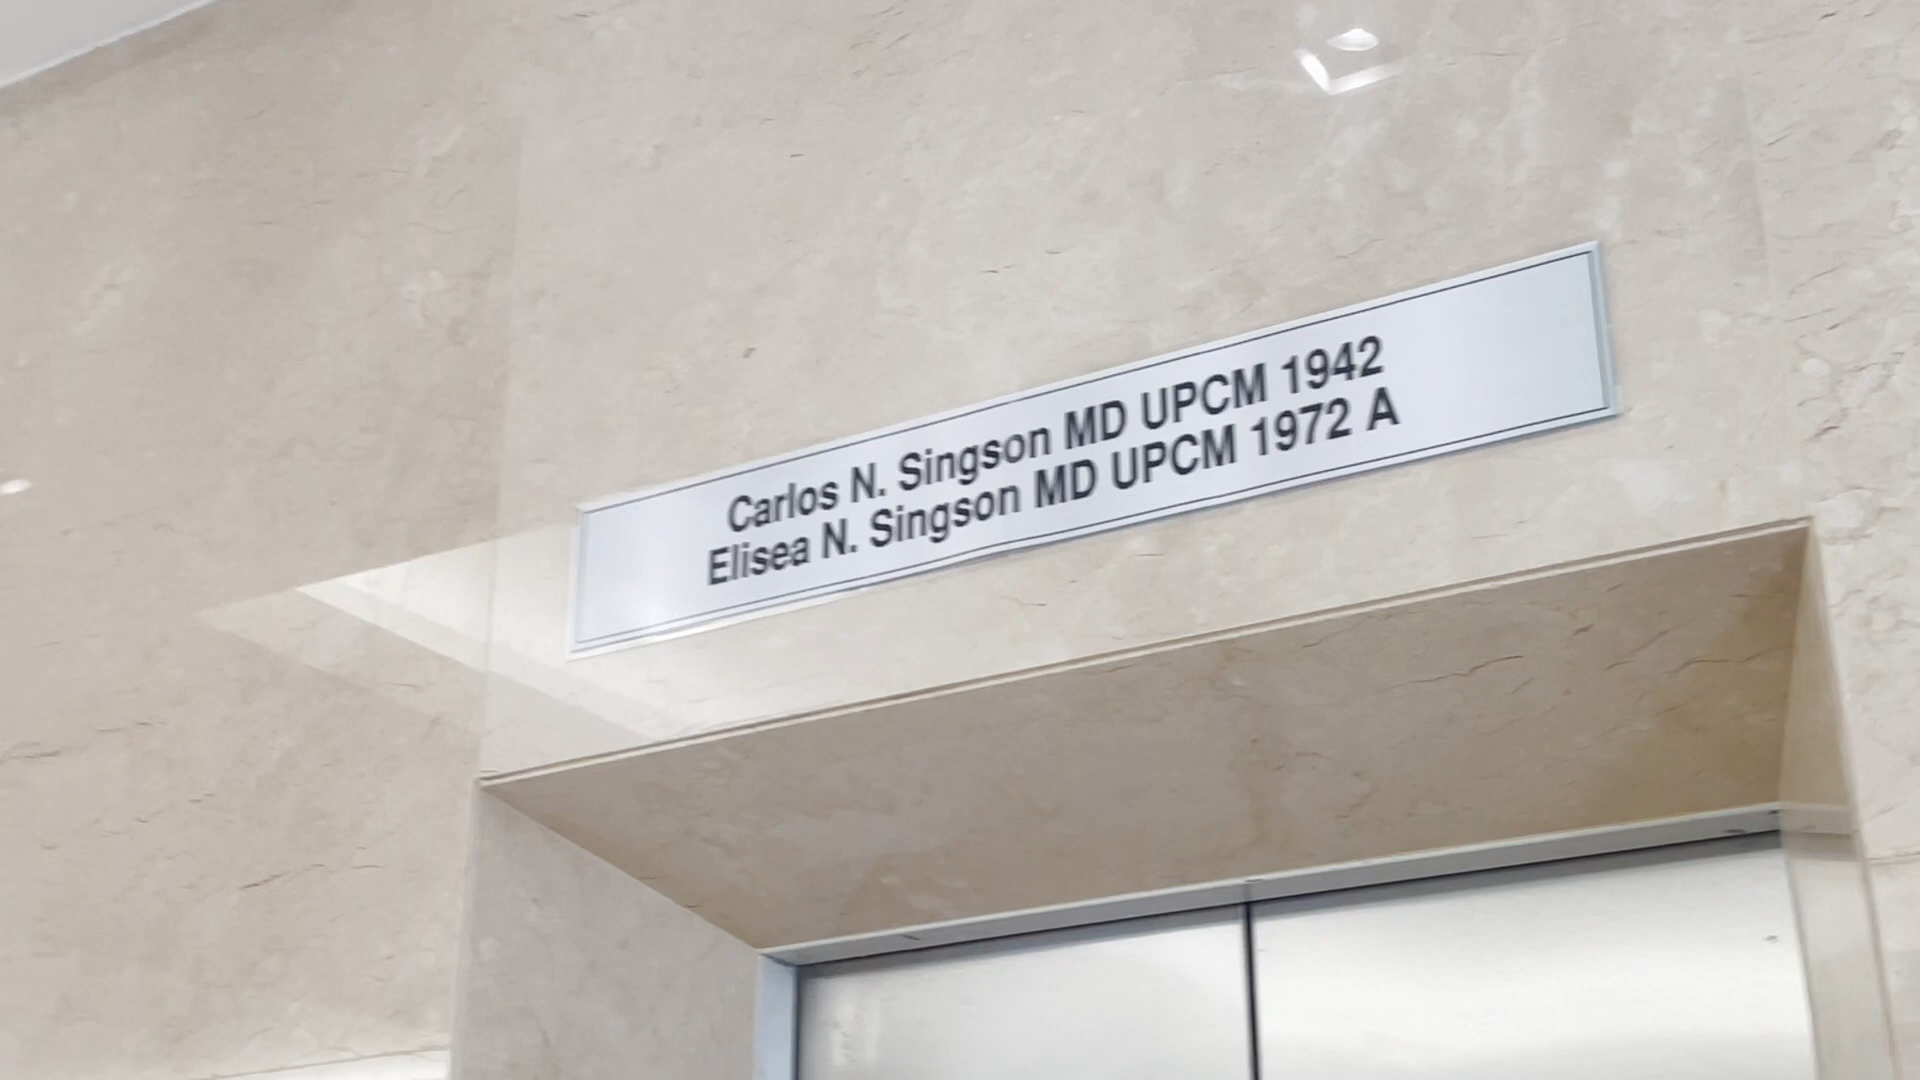 Carlos N. Singson MD UPCM 1942
Elisea N. Singson MD UPCM 1972 A